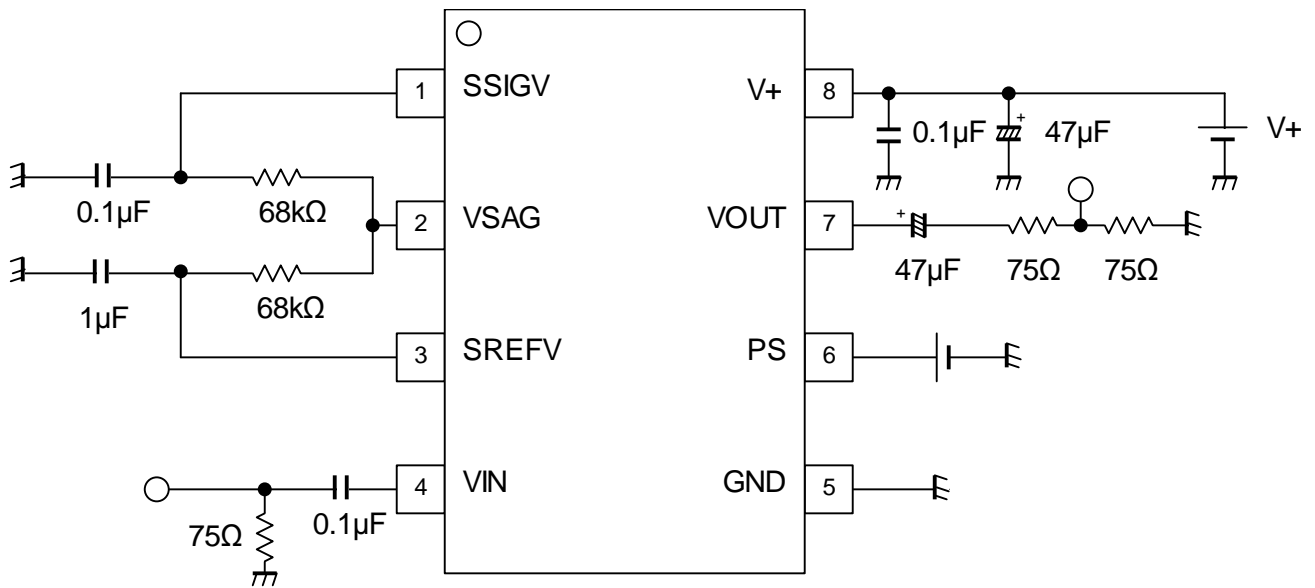 1 SSIGV V+ 8
0.1µF + 47µF V+
0.1µF 68kΩ
2 VSAG VOUT 7 +
47µF 75Ω 75Ω
1µF 68kΩ
3 SREFV PS 6
4 VIN GND 5
75Ω 0.1µF